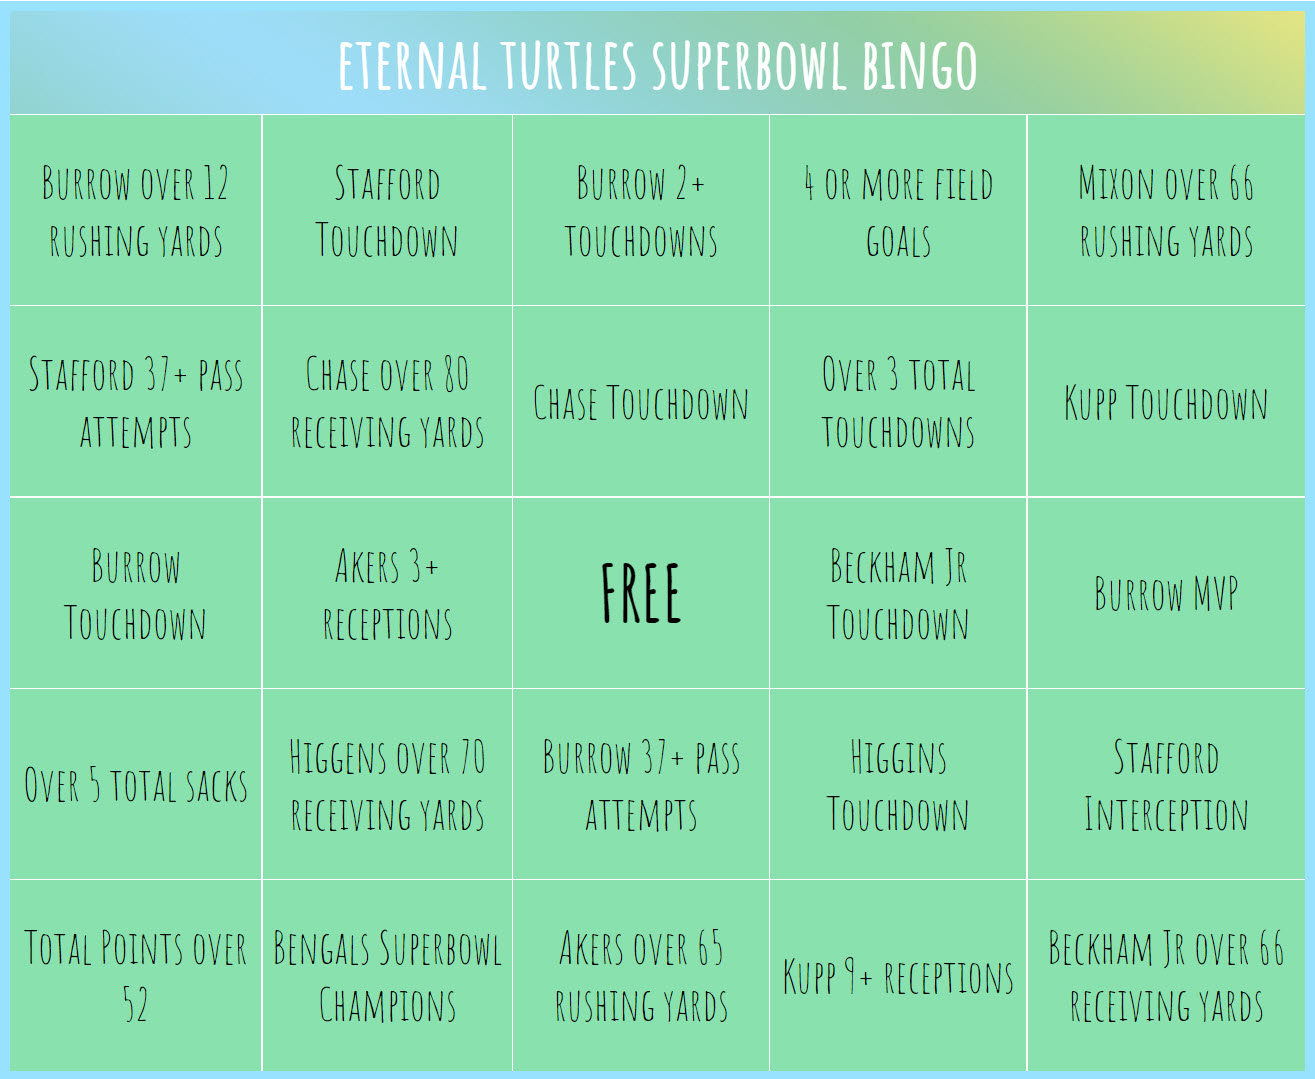 ETERNAL TURTLES SUPERBOWL BINGO
Burrow over 12
rushing yards
Stafford
Touchdown
Burrow 2+
touchdowns
4 or more field
goals
Mixon over 66
rushing yards
Stafford 37+ pass
attempts
Chase over 80
receiving yards
Chase Touchdown
Over 3 total
touchdowns
Kupp Touchdown
Burrow
Touchdown
Akers 3+
receptions
FREE
Beckham Jr
Touchdown
Burrow MVP
Over 5 total sacks
Higgens over 70
receiving yards
Burrow 37+ pass
attempts
Higgins
Touchdown
Stafford
Interception
Total Points over
52
Bengals Superbowl
Champions
Akers over 65
rushing yards
Kupp 9+ receptions
Beckham Jr over 66
receiving yards